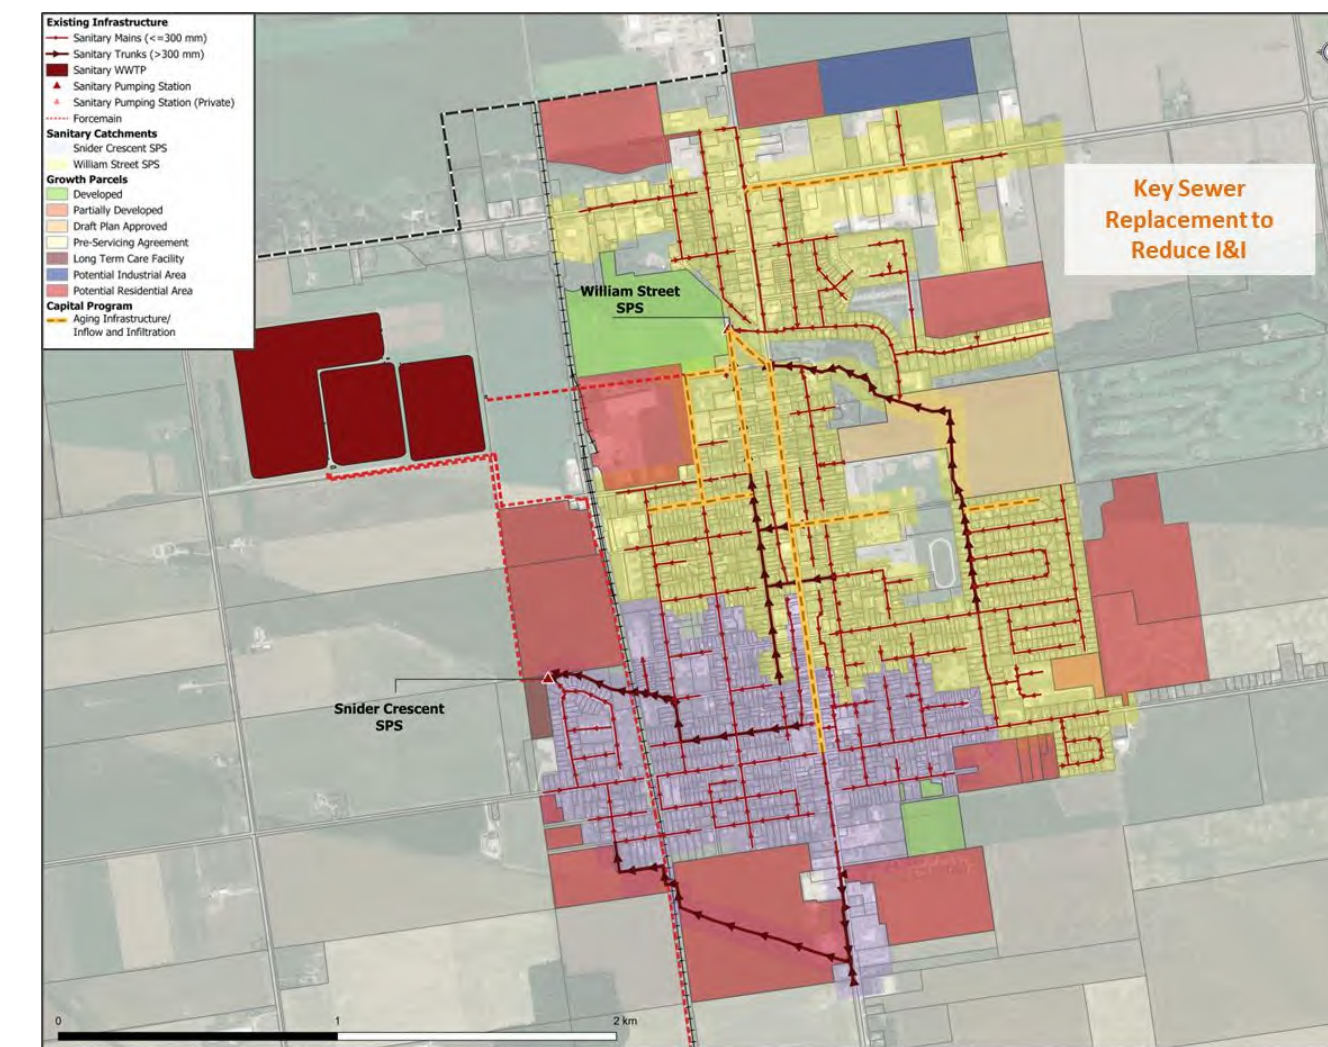 Existing Infrastructure
Sanitary Mains (<=300 mm)
Sanitary Trunks (>300 mm)
Sanitary WWTP
Sanitary Pumping Station
Sanitary Pumping Station (Private)
Forcemain
Sanitary Catchments
Snider Crescent SPS
William Street SPS
Growth Parcels
Developed
Partially Developed
Draft Plan Approved
Pre-Servicing Agreement
Long Term Care Facility
Potential Industrial Area
Potential Residential Area
Capital Program
Aging Infrastructure/
Inflow and Infiltration
Key Sewer
Replacement to
Reduce I&I
William Street
SPS
Snider Crescent
SPS
0 1 2 km